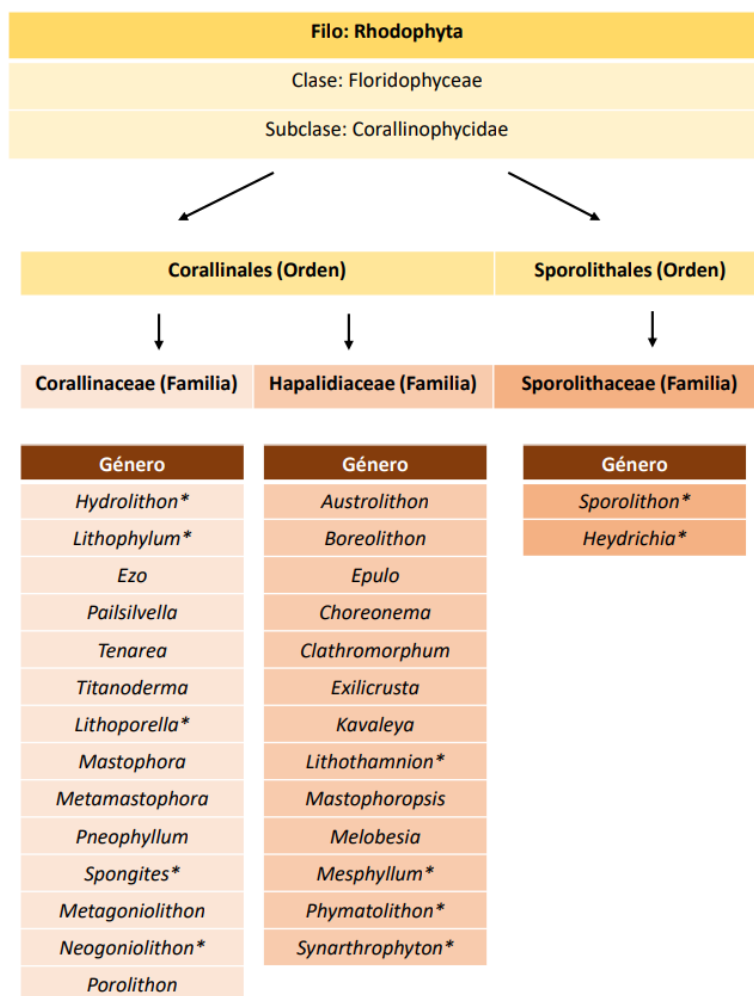 Filo: Rhodophyta
Clase: Floridophyceae
Subclase: Corallinophycidae
Corallinales (Orden)
Sporolithales (Orden)
Corallinaceae (Familia)
Hapalidiaceae (Familia)
Sporolithaceae (Familia)
Género
Hydrolithon*
Lithophylum*
Ezo
Pailsilvella
Tenarea
Titanoderma
Lithoporella*
Mastophora
Metamastophora
Pneophyllum
Spongites*
Metagoniolithon
Neogoniolithon*
Porolithon
Género
Austrolithon
Boreolithon
Epulo
Choreonema
Clathromorphum
Exilicrusta
Kavaleya
Lithothamnion*
Mastophoropsis
Melobesia
Mesphyllum*
Phymatolithon*
Synarthrophyton*
Género
Sporolithon*
Heydrichia*